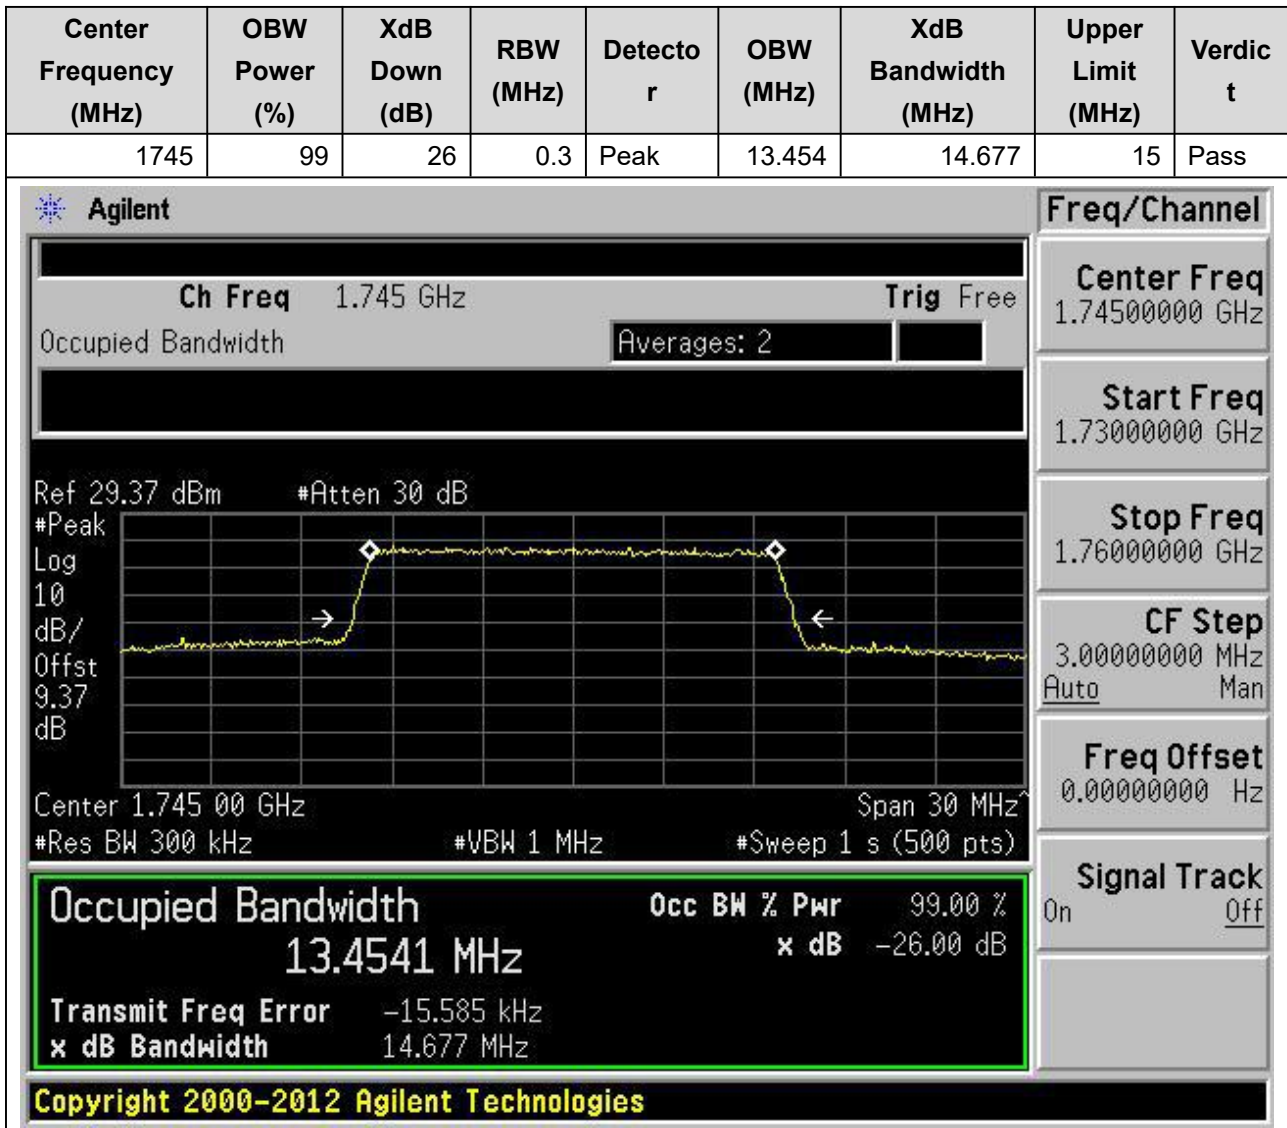 Center Frequency (MHz) OBW Power (%) XdB Down (dB) RBW (MHz) Detector OBW (MHz) XdB Bandwidth (MHz) Upper Limit (MHz) Verdict
1745 99 26 0.3 Peak 13.454 14.677 15 Pass
Agilent
Freq/Channel
Ch Freq 1.745 GHz Trig Free
Occupied Bandwidth Averages: 2
Center Freq
1.74500000 GHz
Start Freq
1.73000000 GHz
Stop Freq
1.76000000 GHz
CF Step
3.00000000 MHz
Auto Man
Freq Offset
0.00000000 Hz
Signal Track
On Off
Ref 29.37 dBm #Atten 30 dB
#Peak
Log
10
dB/
Offst
9.37
dB
Center 1.745 00 GHz Span 30 MHz^
#Res BW 300 kHz #VBW 1 MHz #Sweep 1 s (500 pts)
Occupied Bandwidth Occ BW % Pwr 99.00 %
13.4541 MHz x dB -26.00 dB
Transmit Freq Error -15.585 kHz
x dB Bandwidth 14.677 MHz
Copyright 2000-2012 Agilent Technologies